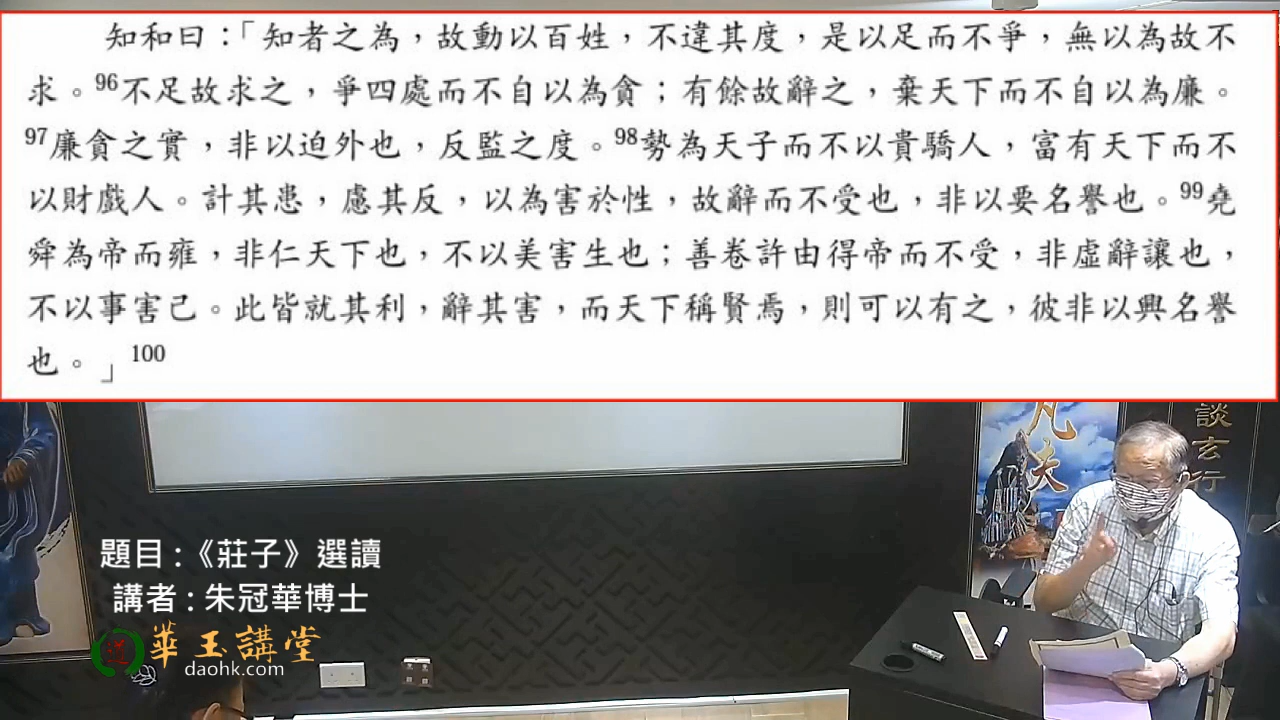 知和曰：「知者之為，故動以百姓，不違其度，是以足而不爭，無以為故不
求。96不足故求之，爭四處而不自以為貪；有餘故辭之，棄天下而不自以為廉。
97廉貪之實，非以迫外也，反監之度。98勢為天子而不以貴驕人，富有天下而不
以財戲人。計其患，慮其反，以為害於性，故辭而不受也，非以要名譽也。99堯
舜為帝而雍，非仁天下也，不以美害生也；善卷許由得帝而不受，非虛辭讓也，
不以事害己。此皆就其利，辭其害，而天下稱賢焉，則可以有之，彼非以興名譽
也。」100
凡夫
談玄行
題目：《莊子》選讀
講者：朱冠華博士
道 華玉講堂
daohk.com